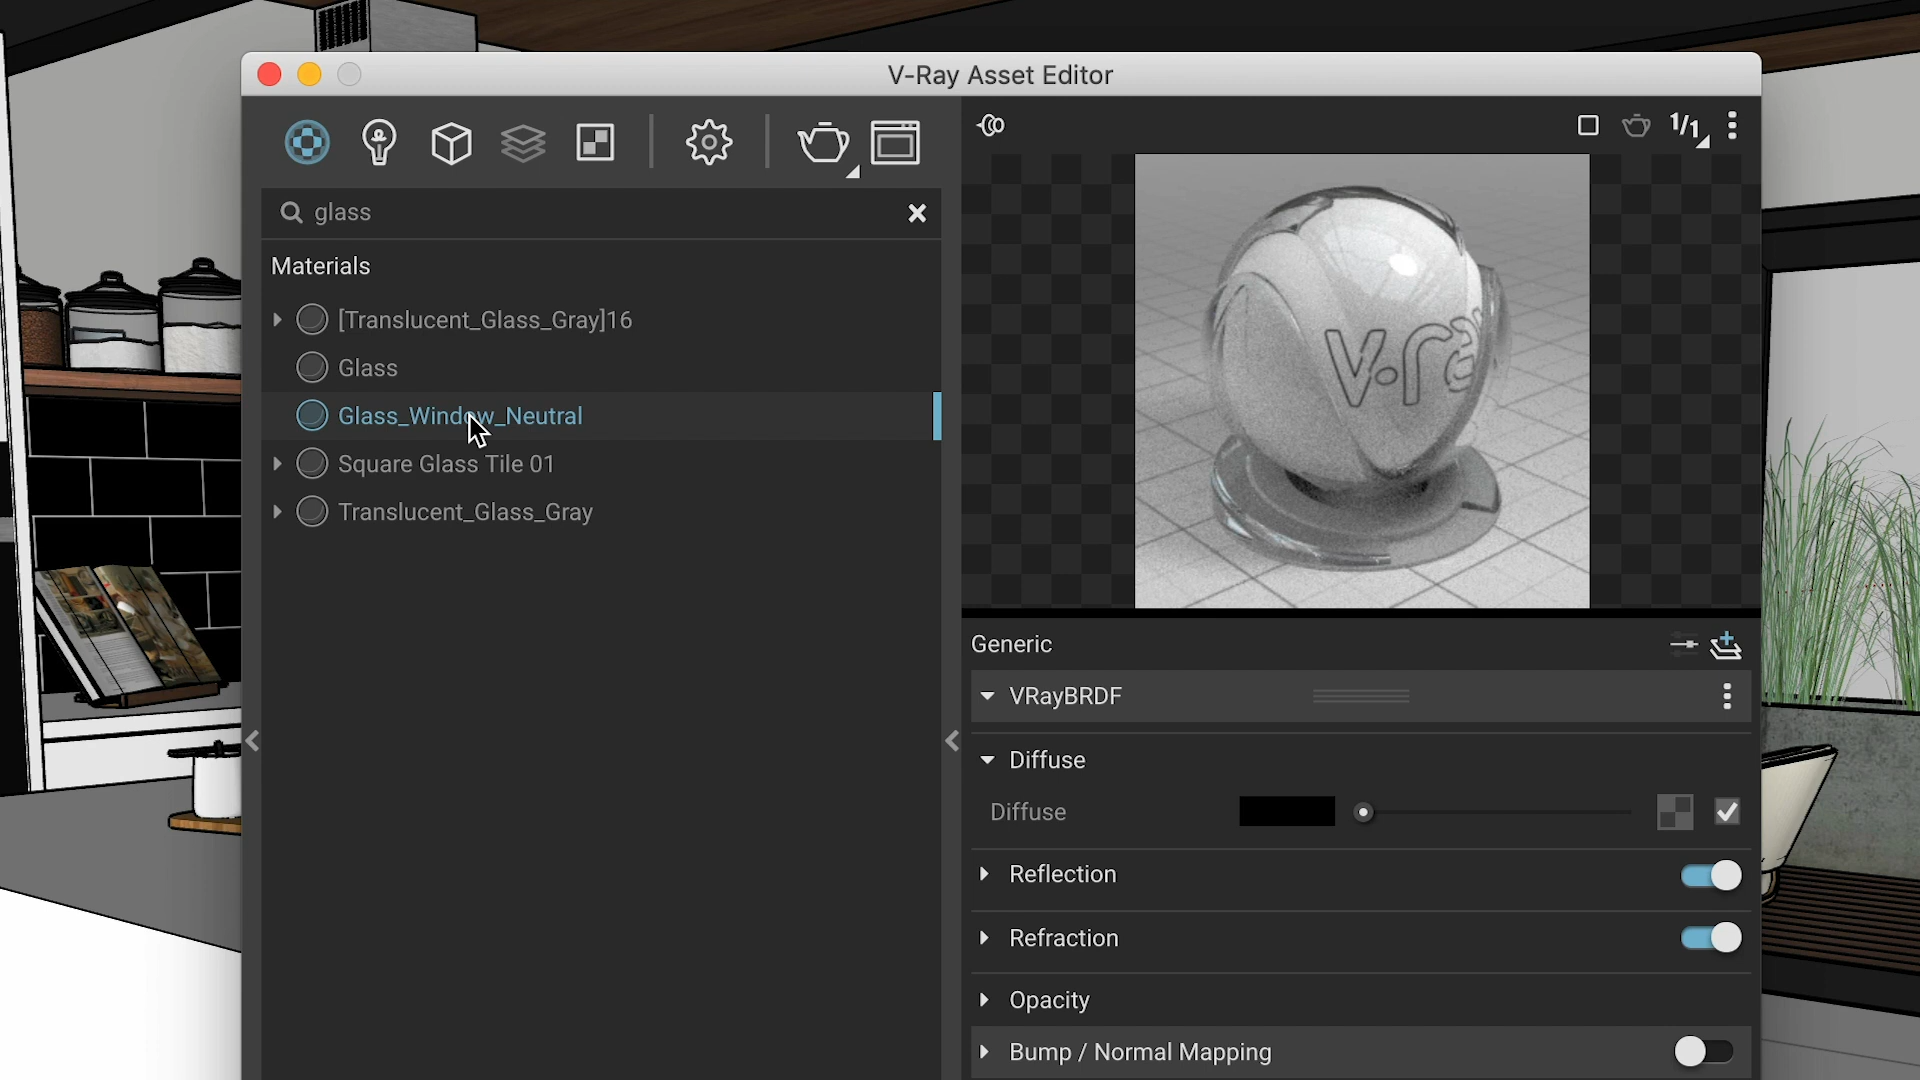 V-Ray Asset Editor
1/1
glass
Materials
[Translucent_Glass_Gray]16
Glass
Glass_Window_Neutral
Square Glass Tile 01
Translucent_Glass_Gray
v·ra
Generic
VRayBRDF
Diffuse
Diffuse
Reflection
Refraction
Opacity
Bump / Normal Mapping